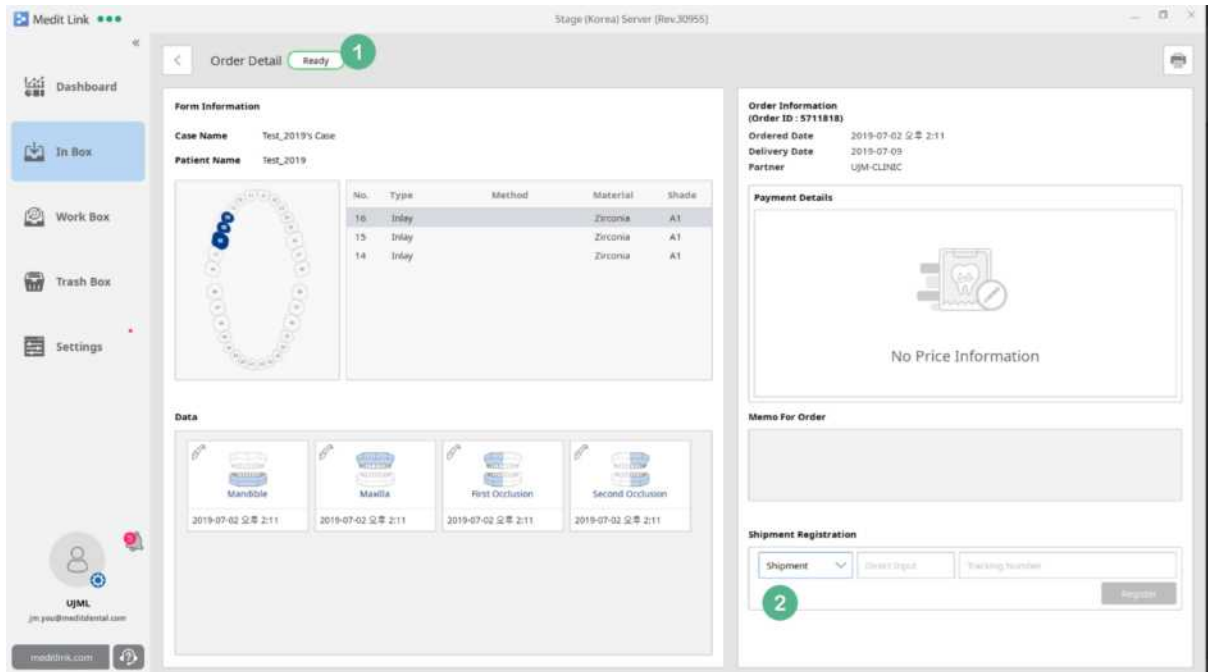 Medit Link
Stage (Korea) Server [Rev.30955]
Order Detail
Ready
1
Dashboard
In Box
Work Box
Trash Box
Settings
UJML
jm.you@meditdental.com
meditlink.com
Form Information
Case Name Test_2019's Case
Patient Name Test_2019
No. Type Method Material Shade
16 Inlay Zirconia A1
15 Inlay Zirconia A1
14 Inlay Zirconia A1
Data
Mandible
2019-07-02 오후 2:11
Maxilla
2019-07-02 오후 2:11
First Occlusion
2019-07-02 오후 2:11
Second Occlusion
2019-07-02 오후 2:11
Order Information
(Order ID : 5711818)
Ordered Date 2019-07-02 오후 2:11
Delivery Date 2019-07-09
Partner UJM-CLINIC
Payment Details
No Price Information
Memo For Order
Shipment Registration
Shipment
Direct Input
Tracking Number
Register
2